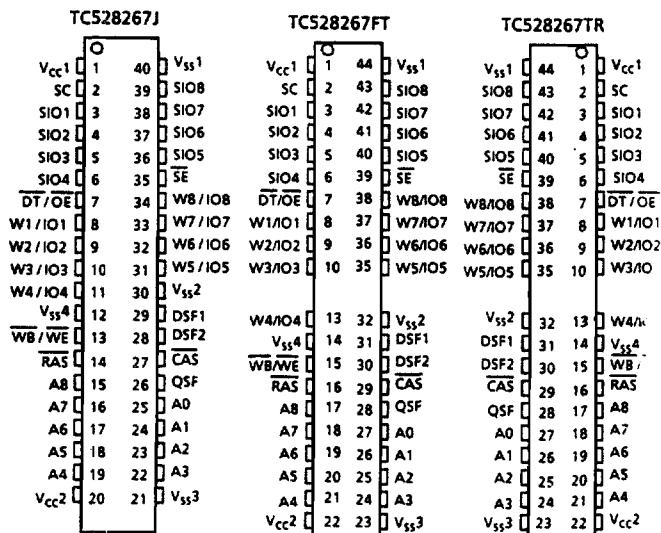 TC528267J TC528267FT TC528267TR
VCC1 1 40 VSS1 VCC1 1 44 VSS1 VSS1 44 1 VCC1
SC 2 39 SIO8 SC 2 43 SIO8 SIO8 43 2 SC
SIO1 3 38 SIO7 SIO1 3 42 SIO7 SIO7 42 3 SIO1
SIO2 4 37 SIO6 SIO2 4 41 SIO6 SIO6 41 4 SIO2
SIO3 5 36 SIO5 SIO3 5 40 SIO5 SIO5 40 5 SIO3
SIO4 6 35 SE SIO4 6 39 SE SE 39 6 SIO4
DT/OE 7 34 W8/IO8 DT/OE 7 38 W8/IO8 W8/IO8 38 7 DT/OE
W1/IO1 8 33 W7/IO7 W1/IO1 8 37 W7/IO7 W7/IO7 37 8 W1/IO1
W2/IO2 9 32 W6/IO6 W2/IO2 9 36 W6/IO6 W6/IO6 36 9 W2/IO2
W3/IO3 10 31 W5/IO5 W3/IO3 10 35 W5/IO5 W5/IO5 35 10 W3/IO
W4/IO4 11 30 VSS2
VSS4 12 29 DSF1 W4/IO4 13 32 VSS2 VSS2 32 13 W4/
WB/WE 13 28 DSF2 VSS4 14 31 DSF1 DSF1 31 14 VSS4
RAS 14 27 CAS WB/WE 15 30 DSF2 DSF2 30 15 WB/
A8 15 26 QSF RAS 16 29 CAS CAS 29 16 RAS
A7 16 25 A0 A8 17 28 QSF QSF 28 17 A8
A6 17 24 A1 A7 18 27 A0 A0 27 18 A7
A5 18 23 A2 A6 19 26 A1 A1 26 19 A6
A4 19 22 A3 A5 20 25 A2 A2 25 20 A5
VCC2 20 21 VSS3 A4 21 24 A3 A3 24 21 A4
VCC2 22 23 VSS3 VSS3 23 22 VCC2